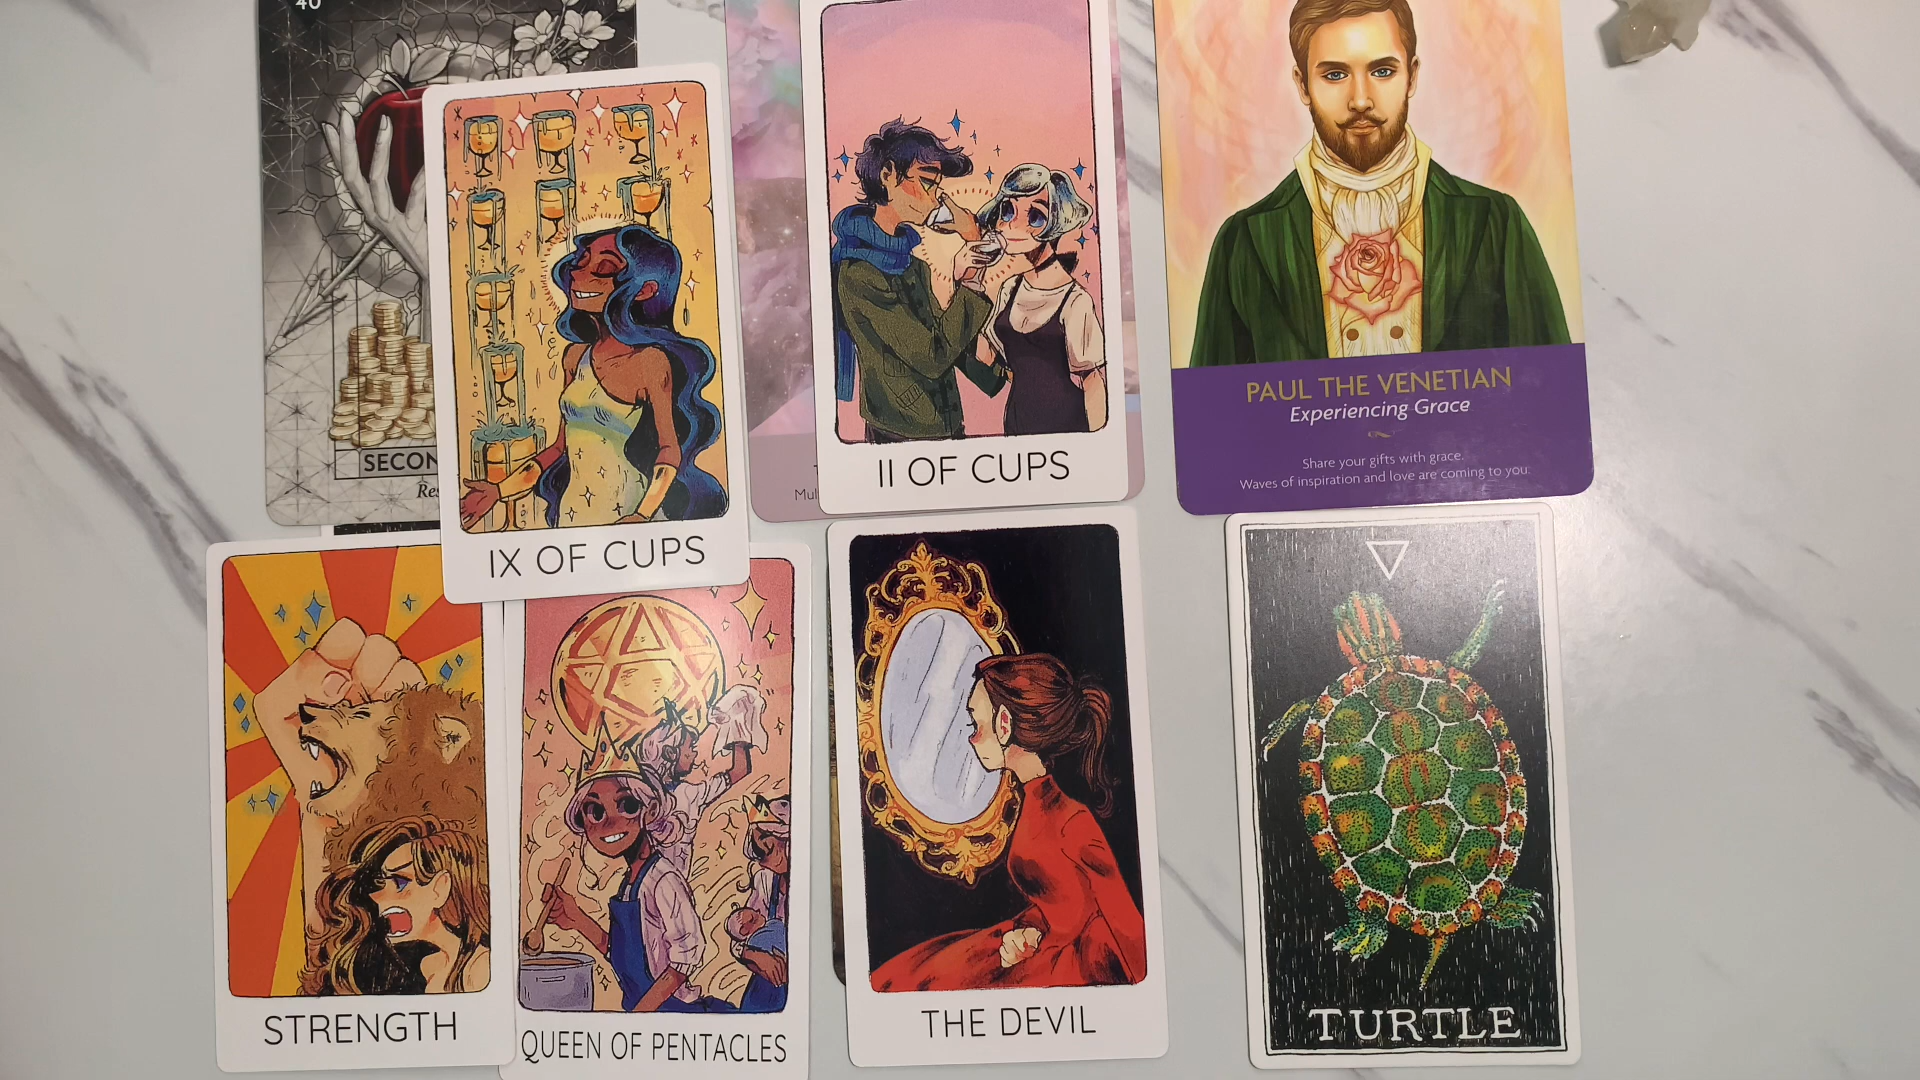 40
SECON
Res
IX OF CUPS
Mul
II OF CUPS
PAUL THE VENETIAN
Experiencing Grace
Share your gifts with grace.
Waves of inspiration and love are coming to you.
STRENGTH
QUEEN OF PENTACLES
THE DEVIL
TURTLE